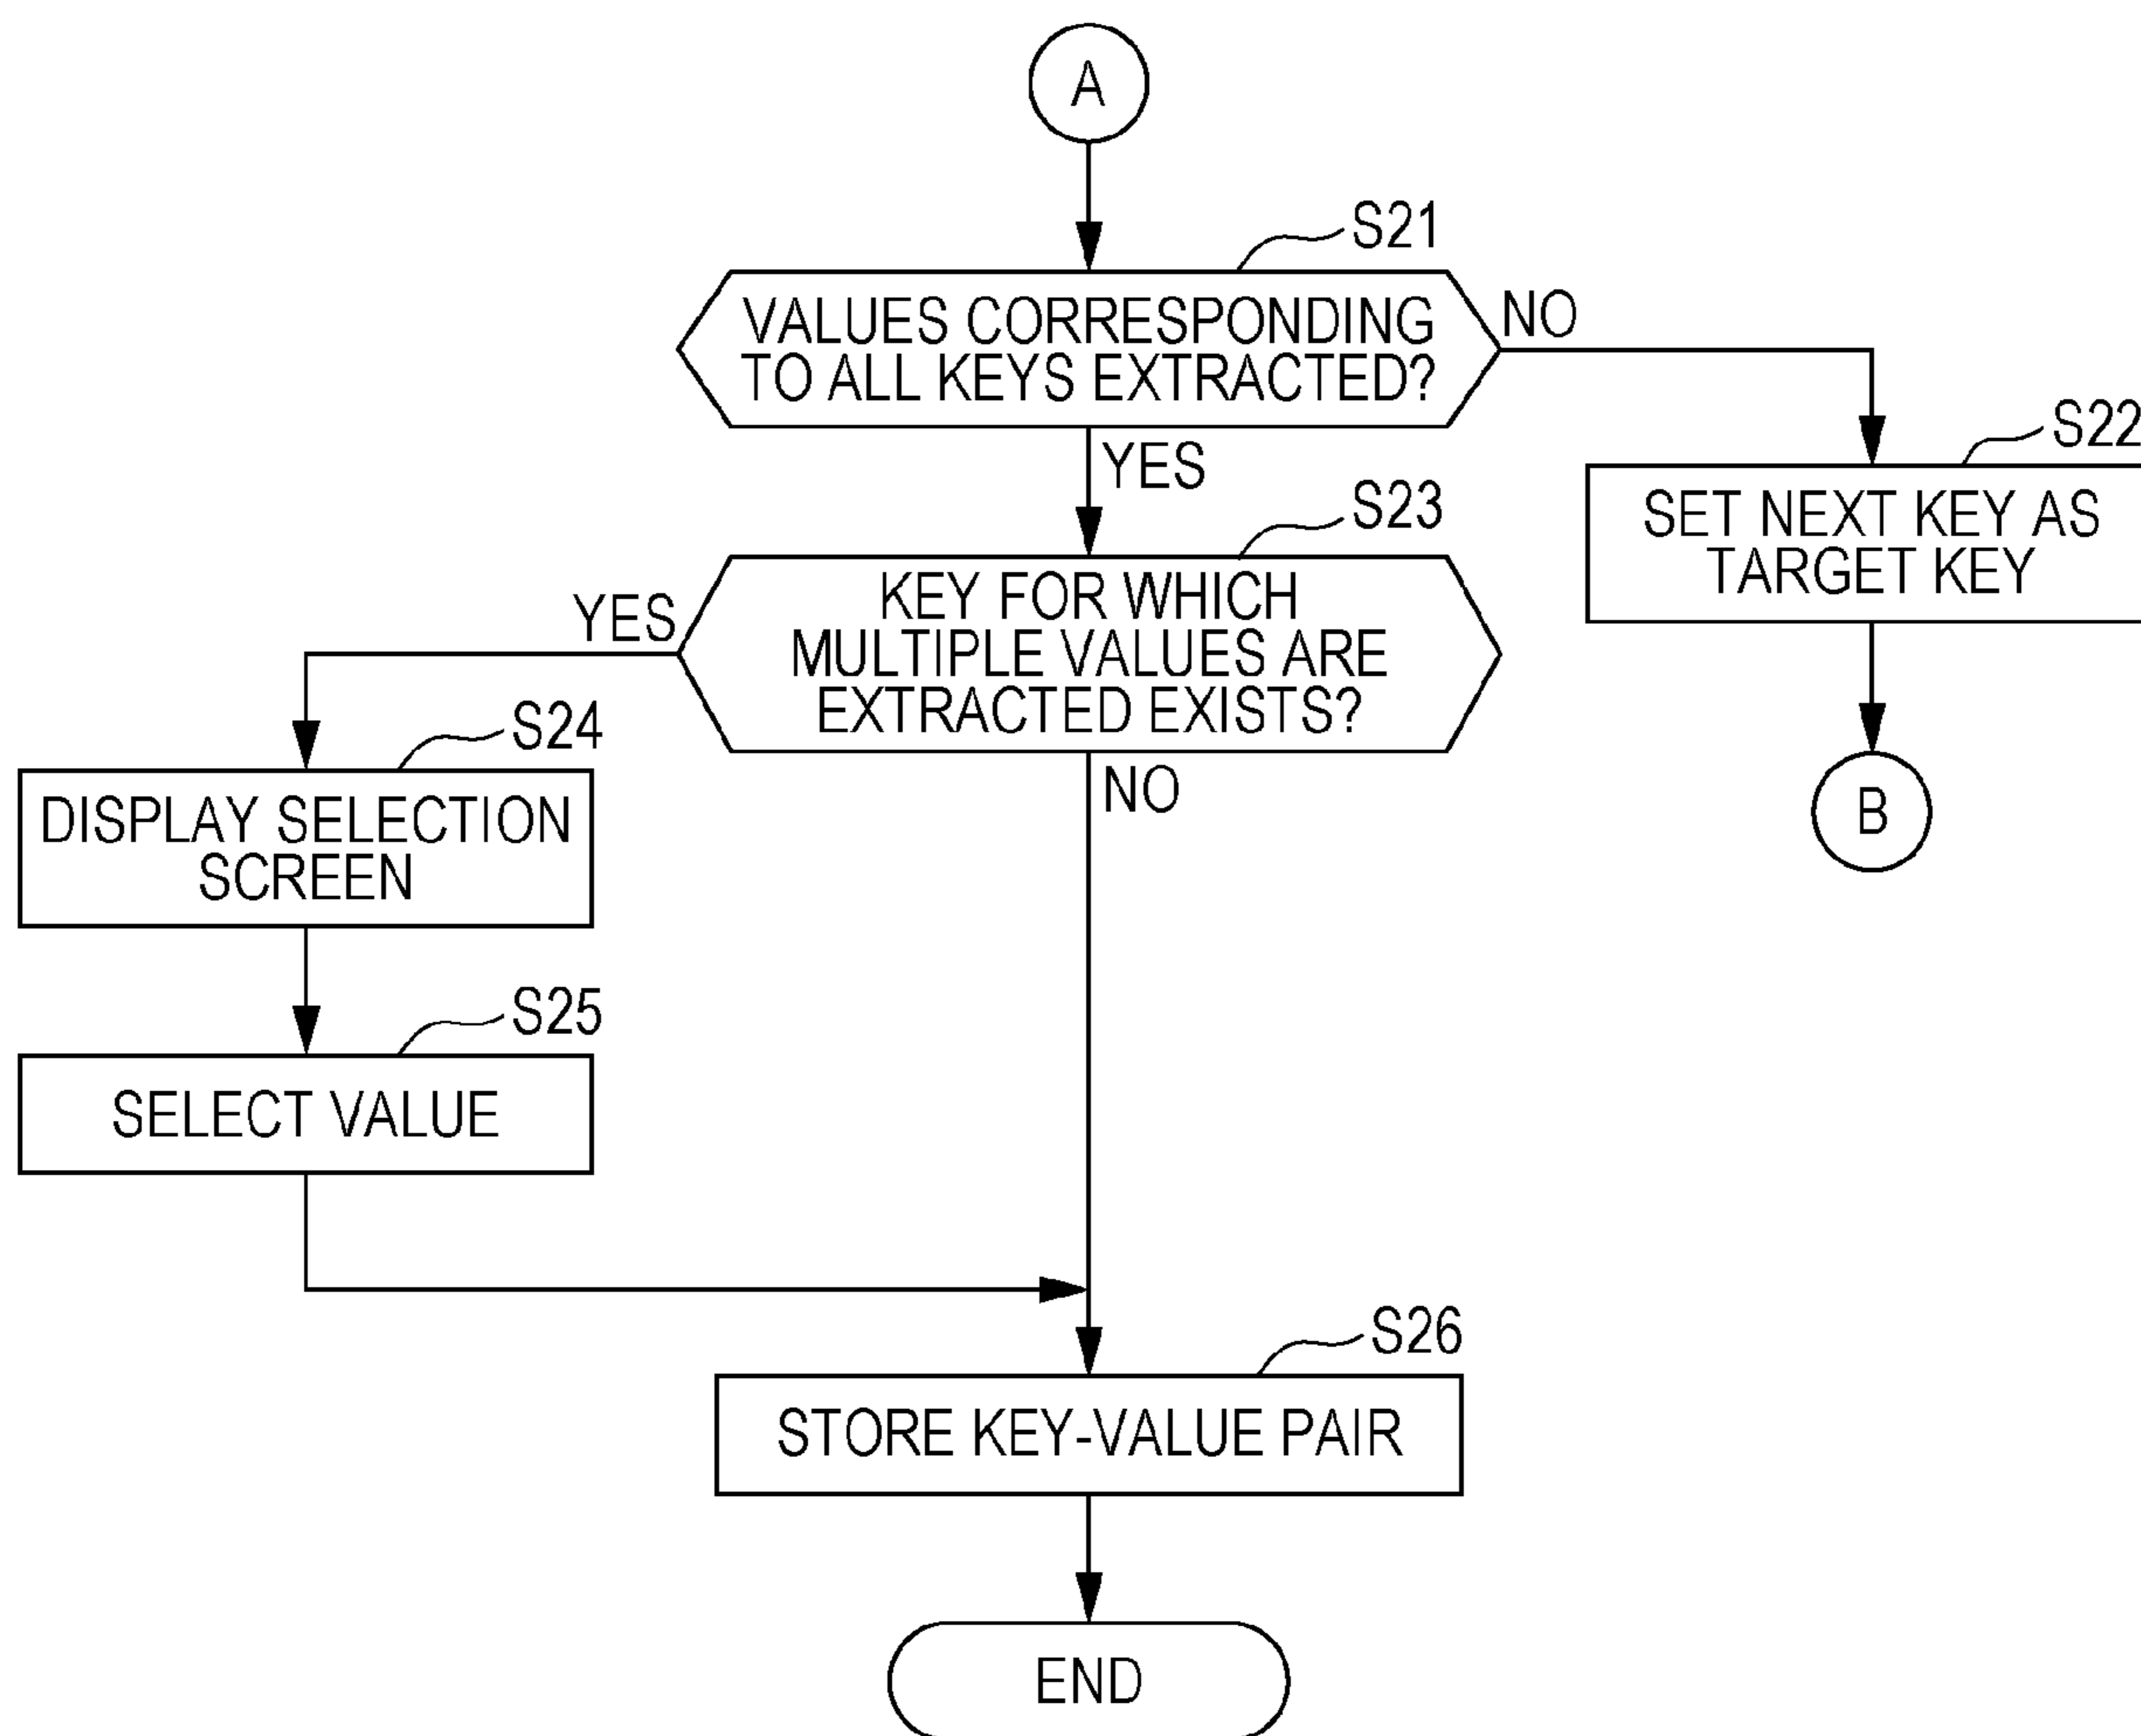 A
S21
VALUES CORRESPONDING
TO ALL KEYS EXTRACTED?
NO
YES
S22
SET NEXT KEY AS
TARGET KEY
B
S23
KEY FOR WHICH
MULTIPLE VALUES ARE
EXTRACTED EXISTS?
YES
NO
S24
DISPLAY SELECTION
SCREEN
S25
SELECT VALUE
S26
STORE KEY-VALUE PAIR
END